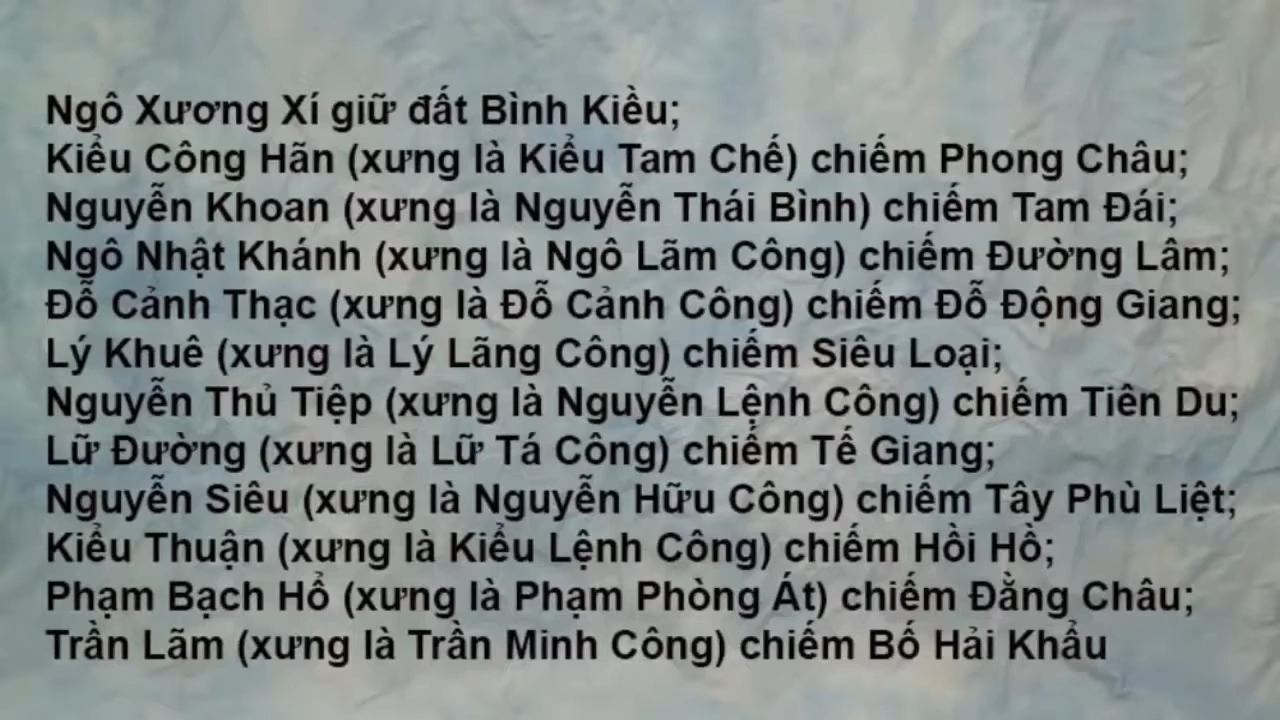 Ngô Xương Xí giữ đất Bình Kiều;
Kiểu Công Hãn (xưng là Kiểu Tam Chế) chiếm Phong Châu;
Nguyễn Khoan (xưng là Nguyễn Thái Bình) chiếm Tam Đái;
Ngô Nhật Khánh (xưng là Ngô Lãm Công) chiếm Đường Lâm;
Đỗ Cảnh Thạc (xưng là Đỗ Cảnh Công) chiếm Đỗ Động Giang;
Lý Khuê (xưng là Lý Lãng Công) chiếm Siêu Loại;
Nguyễn Thủ Tiệp (xưng là Nguyễn Lệnh Công) chiếm Tiên Du;
Lữ Đường (xưng là Lữ Tá Công) chiếm Tế Giang;
Nguyễn Siêu (xưng là Nguyễn Hữu Công) chiếm Tây Phù Liệt;
Kiểu Thuận (xưng là Kiểu Lệnh Công) chiếm Hồi Hồ;
Phạm Bạch Hổ (xưng là Phạm Phòng Át) chiếm Đằng Châu;
Trần Lãm (xưng là Trần Minh Công) chiếm Bố Hải Khẩu